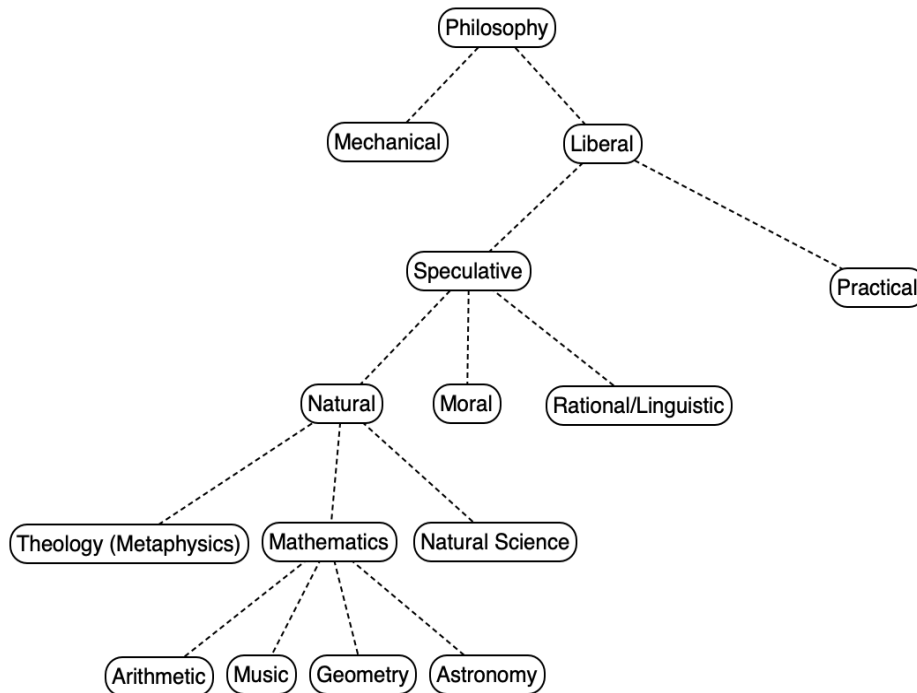 Philosophy
Mechanical
Liberal
Speculative
Practical
Natural
Moral
Rational/Linguistic
Theology (Metaphysics)
Mathematics
Natural Science
Arithmetic
Music
Geometry
Astronomy